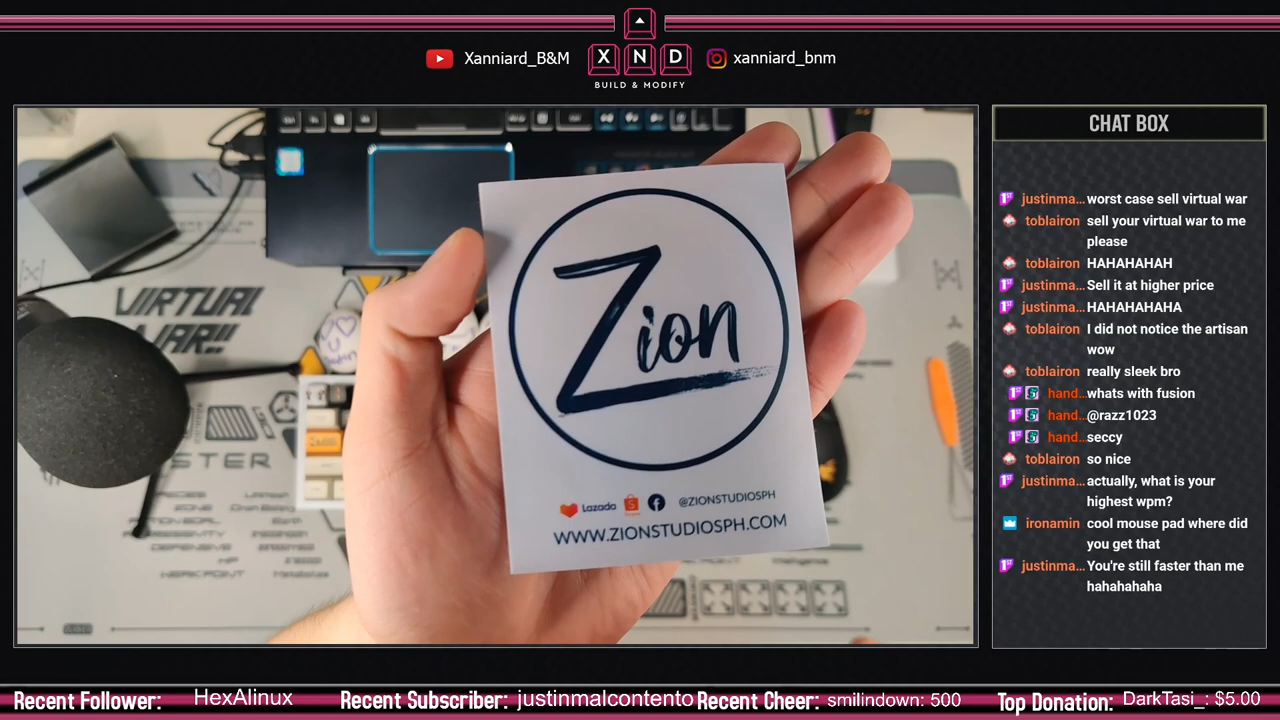 Xanniard_B&M
X N D
BUILD & MODIFY
xanniard_bnm
CHAT BOX
justinma... worst case sell virtual war
toblairon sell your virtual war to me
please
toblairon HAHAHAHAH
justinma... Sell it at higher price
justinma... HAHAHAHAHA
toblairon I did not notice the artisan
wow
toblairon really sleek bro
hand... whats with fusion
hand... @razz1023
hand... seccy
toblairon so nice
justinma... actually, what is your
highest wpm?
ironamin cool mouse pad where did
you get that
justinma... You're still faster than me
hahahahaha
VIRTUAL
WAR!!
Zion
Lazada @ZIONSTUDIOSPH
WWW.ZIONSTUDIOSPH.COM
Recent Follower: HexAlinux
Recent Subscriber: justinmalcontento
Recent Cheer: smilindown: 500
Top Donation: DarkTasi_: $5.00